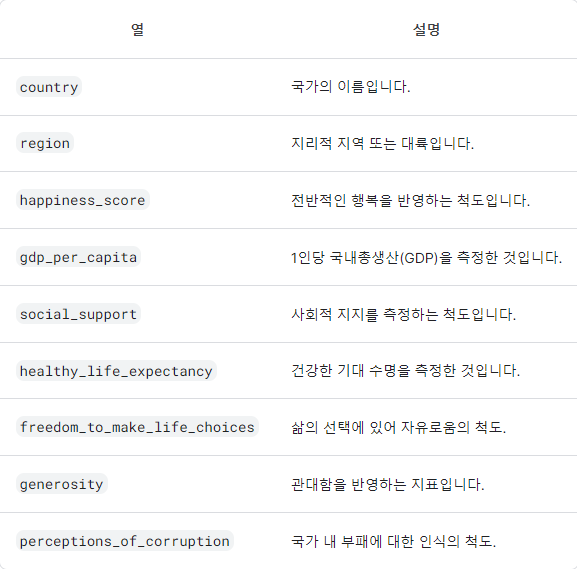 열 설명
country 국가의 이름입니다.
region 지리적 지역 또는 대륙입니다.
happiness_score 전반적인 행복을 반영하는 척도입니다.
gdp_per_capita 1인당 국내총생산(GDP)을 측정한 것입니다.
social_support 사회적 지지를 측정하는 척도입니다.
healthy_life_expectancy 건강한 기대 수명을 측정한 것입니다.
freedom_to_make_life_choices 삶의 선택에 있어 자유로움의 척도.
generosity 관대함을 반영하는 지표입니다.
perceptions_of_corruption 국가 내 부패에 대한 인식의 척도.